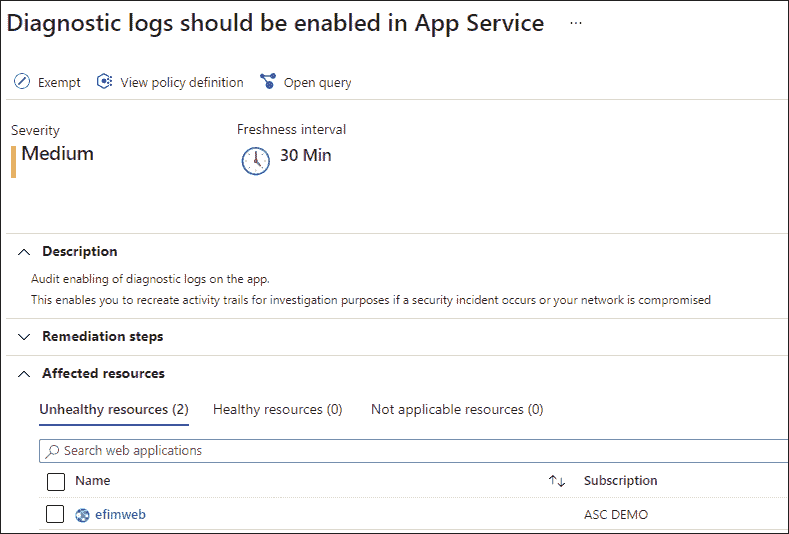 Diagnostic logs should be enabled in App Service ...
Exempt View policy definition Open query
Severity Freshness interval
Medium 30 Min
Description
Audit enabling of diagnostic logs on the app.
This enables you to recreate activity trails for investigation purposes if a security incident occurs or your network is compromised
Remediation steps
Affected resources
Unhealthy resources (2) Healthy resources (0) Not applicable resources (0)
Search web applications
Name Subscription
efimweb ASC DEMO